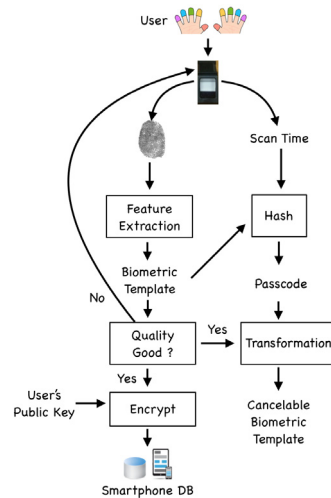 User
Scan Time
Feature
Extraction
Hash
Biometric
Template
Passcode
No
Quality
Good ?
Yes
Transformation
Yes
User's
Public Key
Encrypt
Cancelable
Biometric
Template
Smartphone DB